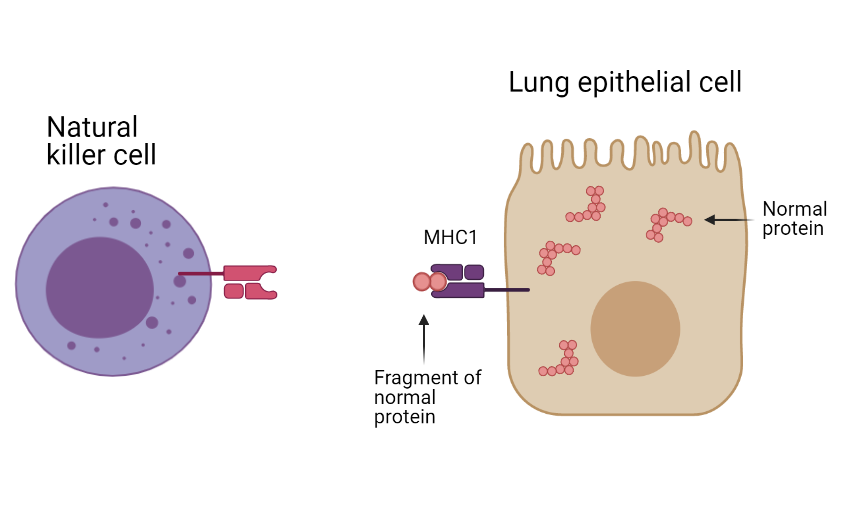 Lung epithelial cell
Natural
killer cell
Normal
protein
MHC1
Fragment of
normal
protein